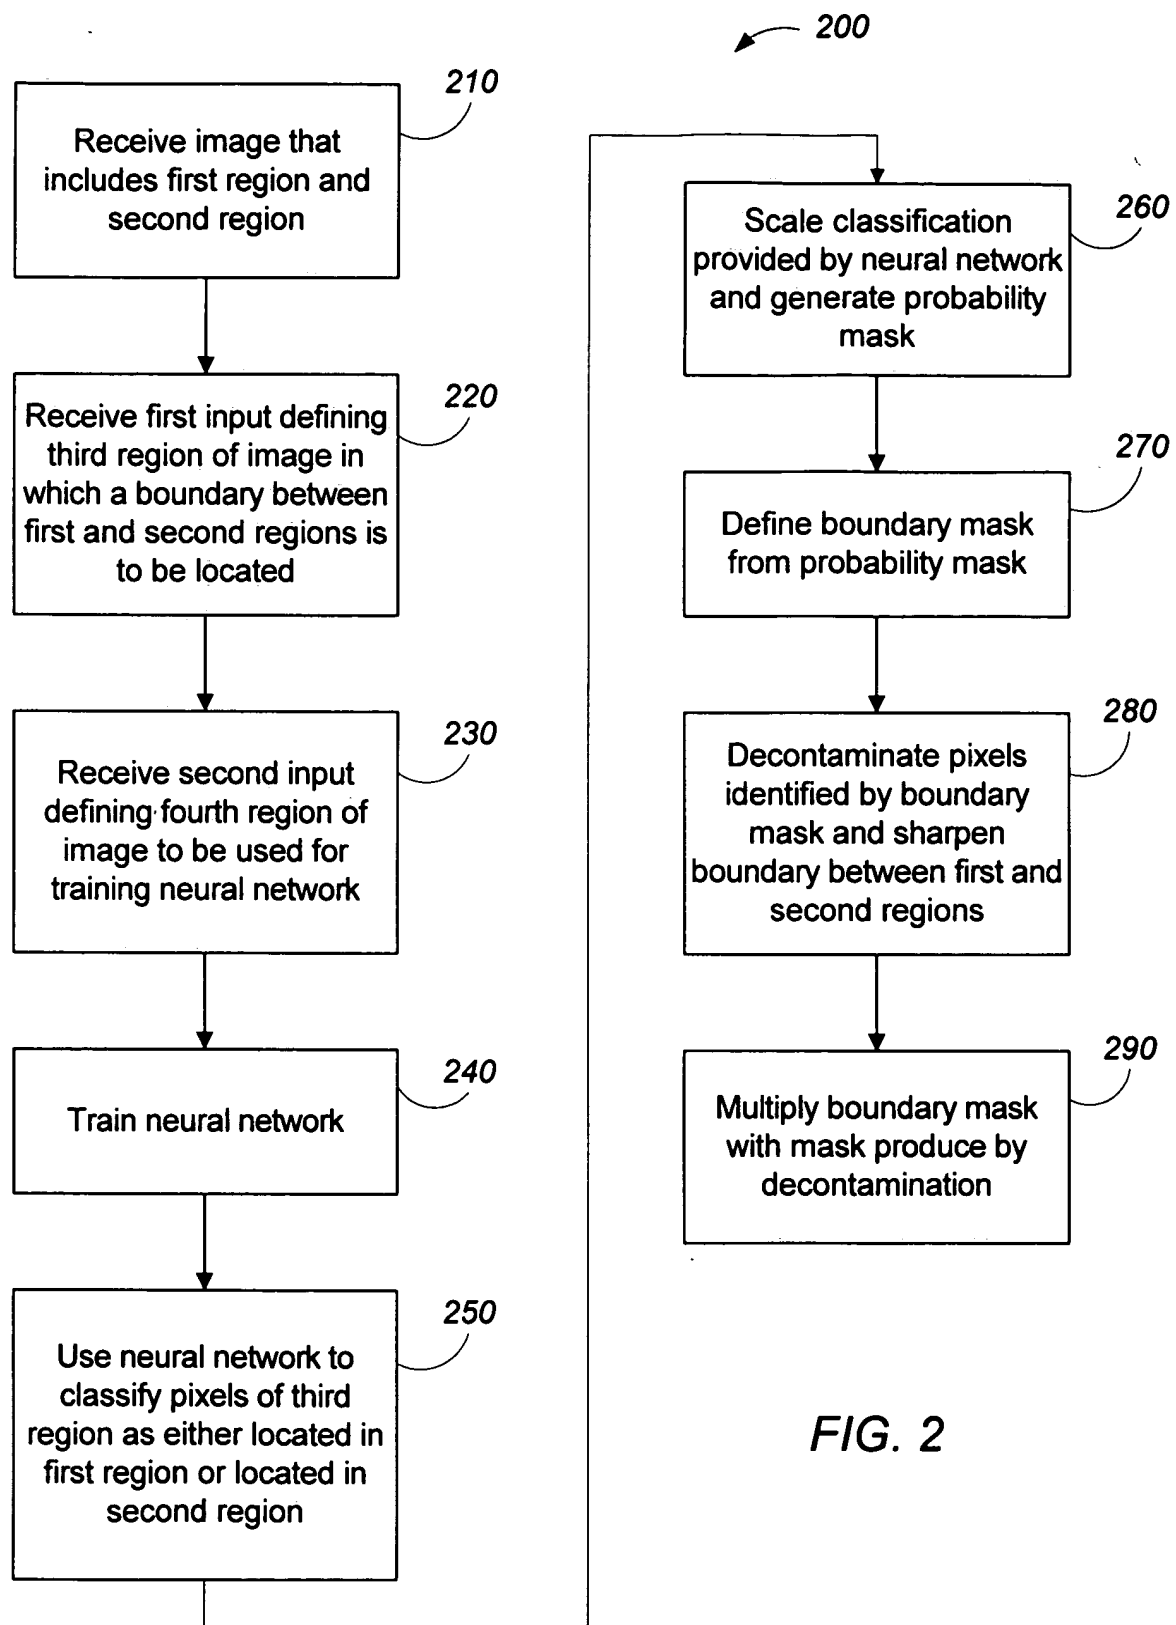 200
210
Receive image that
includes first region and
second region
220
Receive first input defining
third region of image in
which a boundary between
first and second regions is
to be located
230
Receive second input
defining fourth region of
image to be used for
training neural network
240
Train neural network
250
Use neural network to
classify pixels of third
region as either located in
first region or located in
second region
260
Scale classification
provided by neural network
and generate probability
mask
270
Define boundary mask
from probability mask
280
Decontaminate pixels
identified by boundary
mask and sharpen
boundary between first and
second regions
290
Multiply boundary mask
with mask produce by
decontamination
FIG. 2